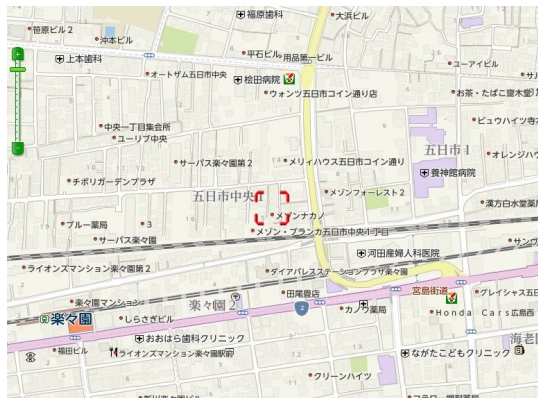 福原歯科
大浜ビル
笹原ビル2
沖本ビル
平石ビル
用品第一ビル
上本歯科
ユーアイビル
オートザム五日市中央
桧田病院
ウォンツ五日市コイン通り店
お茶・たばこ齋木堂
中央一丁目集会所
ユーリブ中央
ビュウハイツ寺
五日市1
サーパス楽々園第2
メリィハウス五日市コイン通り
オレンジハウ
養神館病院
チボリガーデンプラザ
五日市中央1
メゾンフォーレスト2
漢方白水堂薬
メゾンナカノ
ブルー薬局
3
メゾン・ブランカ五日市中央1丁目
サーパス楽々園
サンヴ
河田産婦人科医院
ライオンズマンション楽々園第2
ダイアパレスステーションプラザ楽々園
田尾畳店
宮島街道
グレイシャス五日
楽々園マンション
楽々園2
2
カノウ薬局
Honda Cars広島西
楽々園
しらさぎビル
おおはら歯科クリニック
海老園
福田ビル
ライオンズマンション楽々園駅前
ながたこどもクリニック
クリーンハイツ